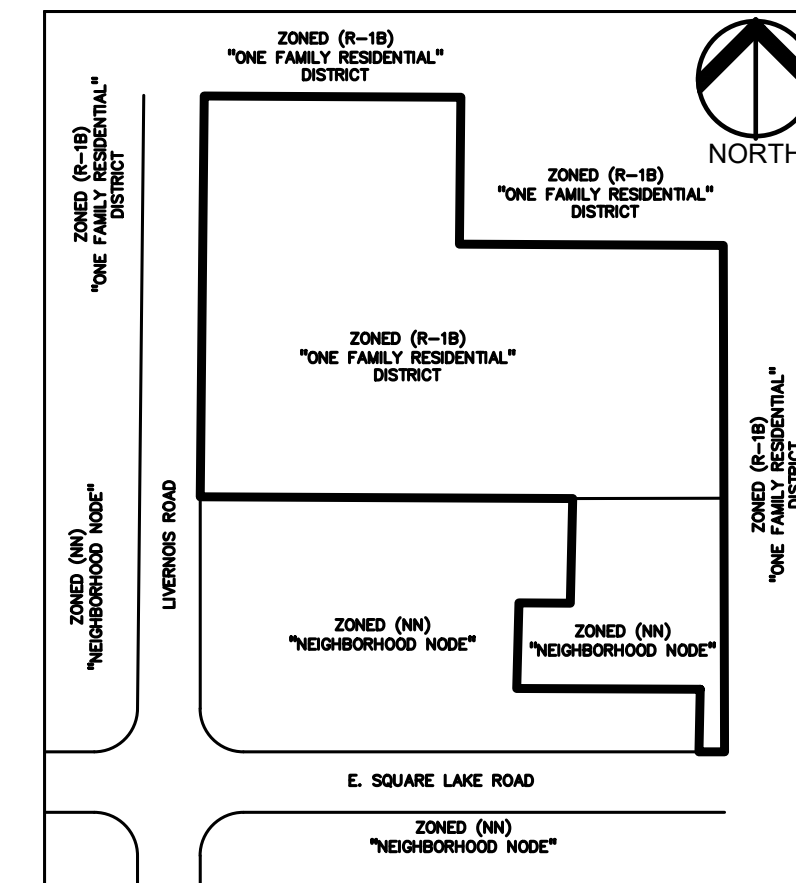 ZONED (R-1B)
"ONE FAMILY RESIDENTIAL"
DISTRICT
NORTH
ZONED (R-1B)
"ONE FAMILY RESIDENTIAL"
DISTRICT
ZONED (R-1B)
"ONE FAMILY RESIDENTIAL"
DISTRICT
ZONED (R-1B)
"ONE FAMILY RESIDENTIAL"
DISTRICT
ZONED (R-1B)
"ONE FAMILY RESIDENTIAL"
DISTRICT
ZONED (NN)
"NEIGHBORHOOD NODE"
LIVERNOIS ROAD
ZONED (NN)
"NEIGHBORHOOD NODE"
ZONED (NN)
"NEIGHBORHOOD NODE"
E. SQUARE LAKE ROAD
ZONED (NN)
"NEIGHBORHOOD NODE"